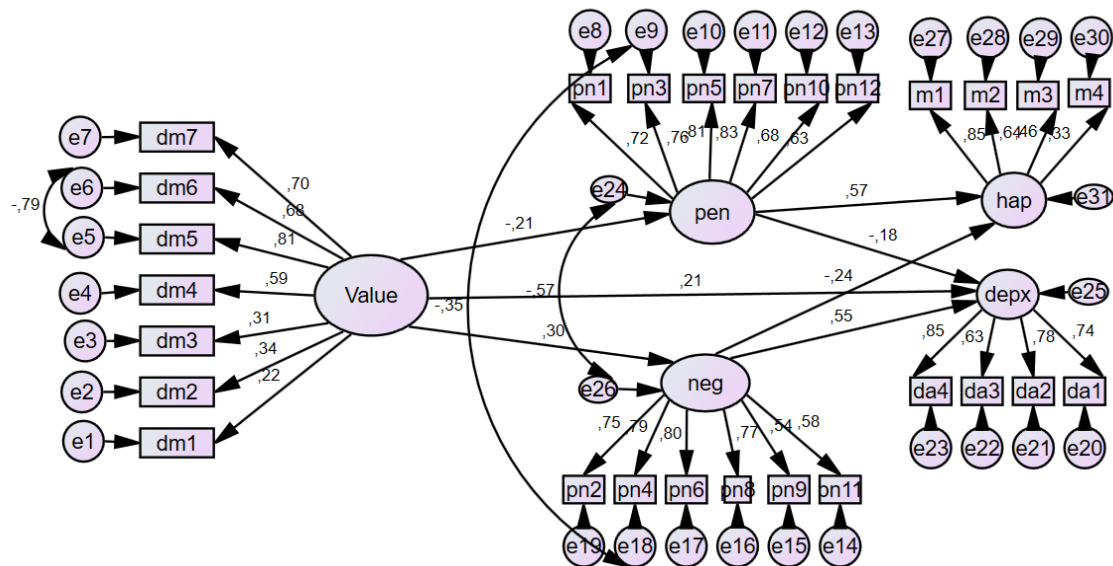 e8 e9 e10 e11 e12 e13
e27 e28 e29 e30
pn1 pn3 pn5 pn7 pn10 pn12
m1 m2 m3 m4
,72 ,76 ,81 ,83 ,68 ,63
,85 ,64 ,46 ,33
e7 dm7
e6 dm6
-,79
e5 dm5
e4 dm4
e3 dm3
e2 dm2
e1 dm1
,70
,68
,81
,59
,31
,34
,22
Value
-,21
-,35
-,57
,21
,30
e24
pen
,57
-,18
-,24
,55
hap
e31
depx
e25
e26
neg
,85 ,63 ,78 ,74
da4 da3 da2 da1
e23 e22 e21 e20
,75 ,79 ,80 ,77 ,54 ,58
pn2 pn4 pn6 pn8 pn9 pn11
e19 e18 e17 e16 e15 e14